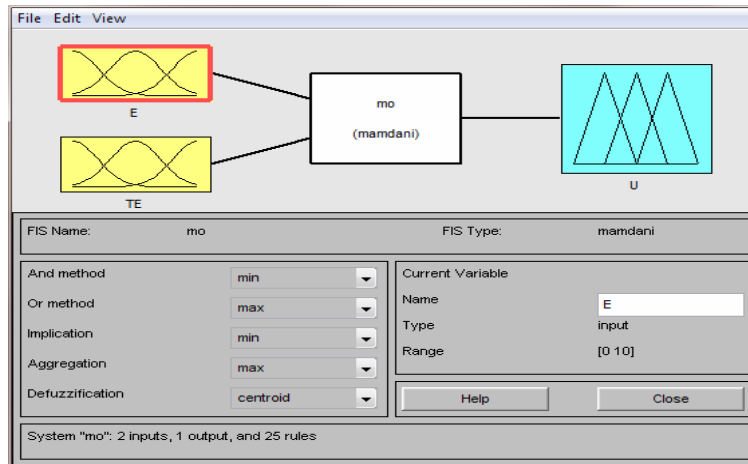 File Edit View
E
mo
(mamdani)
TE
U
FIS Name: mo FIS Type: mamdani
And method min
Or method max
Implication min
Aggregation max
Defuzzification centroid
Current Variable
Name E
Type input
Range [0 10]
Help Close
System "mo": 2 inputs, 1 output, and 25 rules